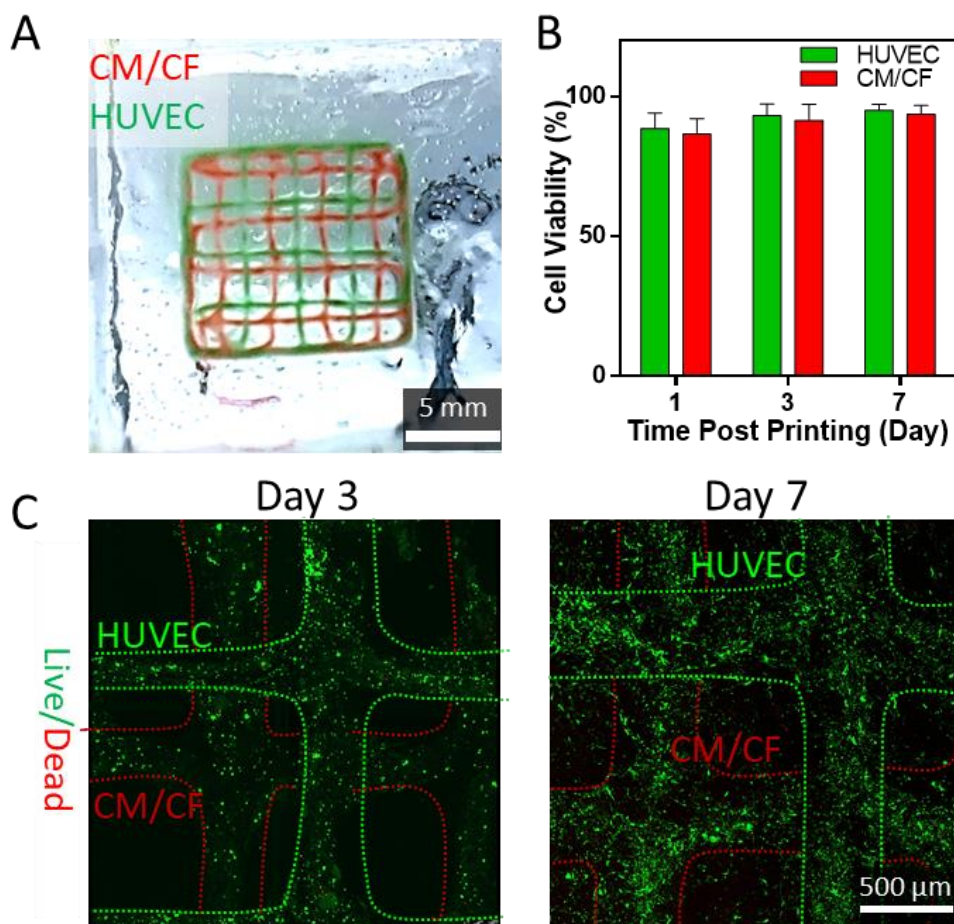 A
CM/CF
HUVEC
5 mm
B
HUVEC
CM/CF
Cell Viability (%)
100
50
0
1 3 7
Time Post Printing (Day)
C
Day 3
Day 7
Live/Dead
HUVEC
CM/CF
HUVEC
CM/CF
500 µm